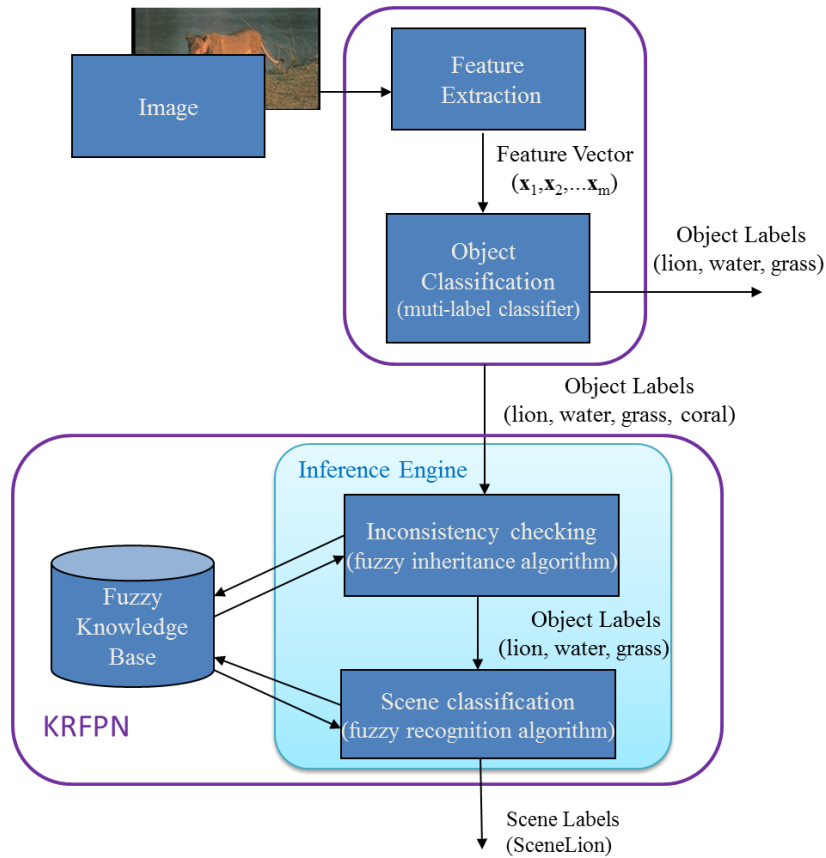 Image
Feature
Extraction
Feature Vector
(x1,x2,...xm)
Object
Classification
(muti-label classifier)
Object Labels
(lion, water, grass)
Object Labels
(lion, water, grass, coral)
Inference Engine
Inconsistency checking
(fuzzy inheritance algorithm)
Fuzzy
Knowledge
Base
Object Labels
(lion, water, grass)
Scene classification
(fuzzy recognition algorithm)
KRFPN
Scene Labels
(SceneLion)